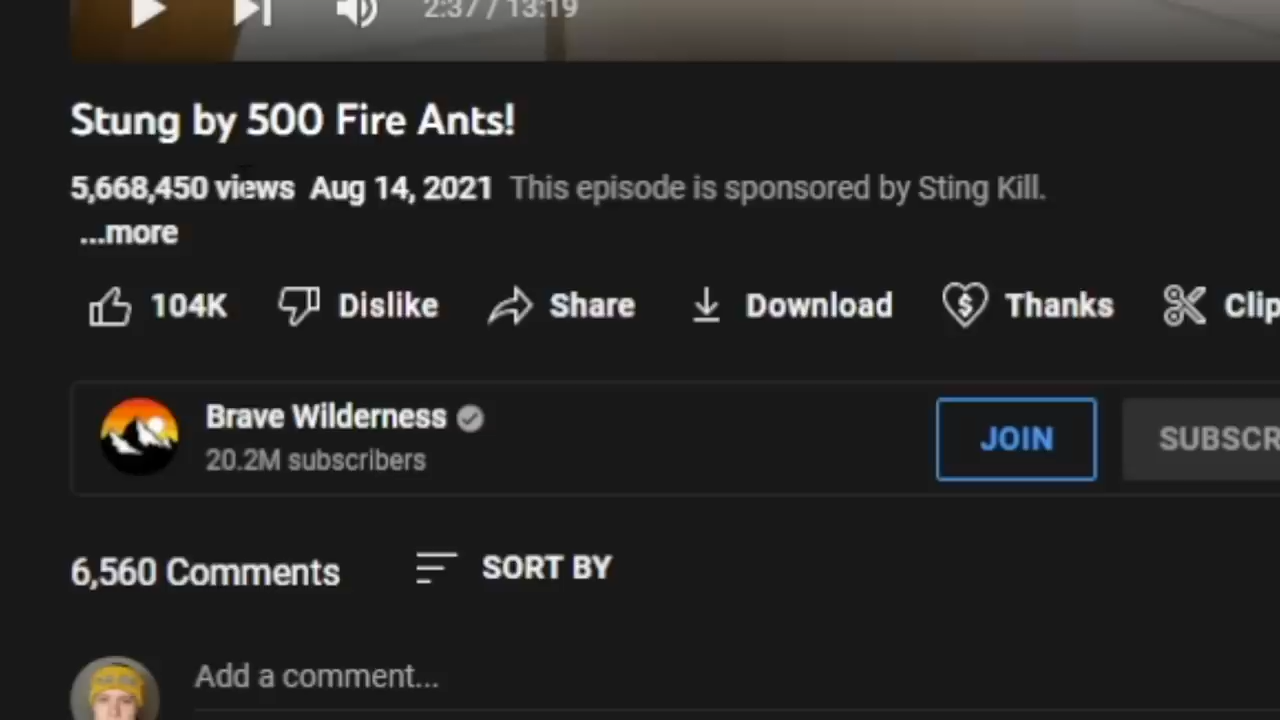 2:37 / 13:19
Stung by 500 Fire Ants!
5,668,450 views Aug 14, 2021 This episode is sponsored by Sting Kill.
...more
104K Dislike Share Download Thanks Clip
Brave Wilderness
20.2M subscribers
JOIN SUBSCR
6,560 Comments SORT BY
Add a comment...